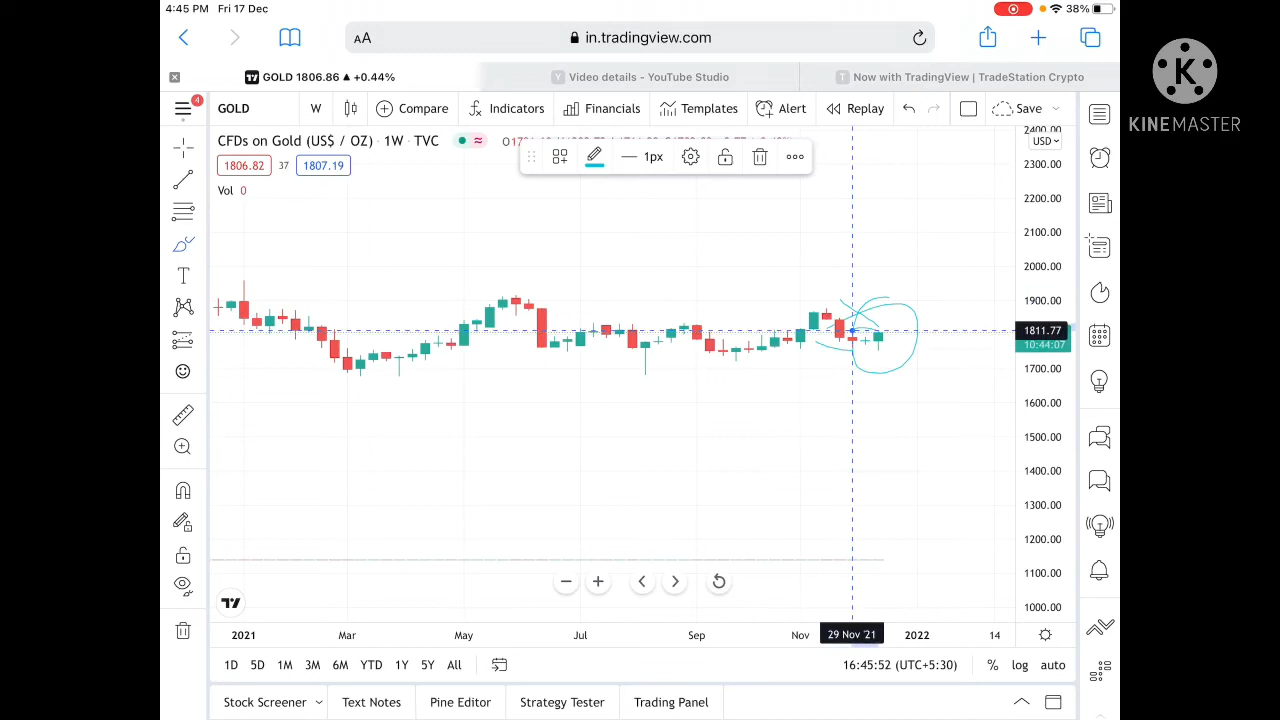 4:45 PM Fri 17 Dec
38%
AA
in.tradingview.com
GOLD 1806.86 ▲ +0.44%
Y Video details - YouTube Studio
T Now with TradingView | TradeStation Crypto
K
KINEMASTER
4
GOLD
W
Compare
Indicators
Financials
Templates
Alert
Replay
Save
CFDs on Gold (US$ / OZ) · 1W · TVC
1px
1806.82
37
1807.19
Vol 0
2400.00
USD
2300.00
2200.00
2100.00
2000.00
1900.00
1811.77
10:44:07
1700.00
1600.00
1500.00
1400.00
1300.00
1200.00
1100.00
1000.00
2021
Mar
May
Jul
Sep
Nov
29 Nov '21
2022
14
1D
5D
1M
3M
6M
YTD
1Y
5Y
All
16:45:52 (UTC+5:30)
%
log
auto
Stock Screener
Text Notes
Pine Editor
Strategy Tester
Trading Panel